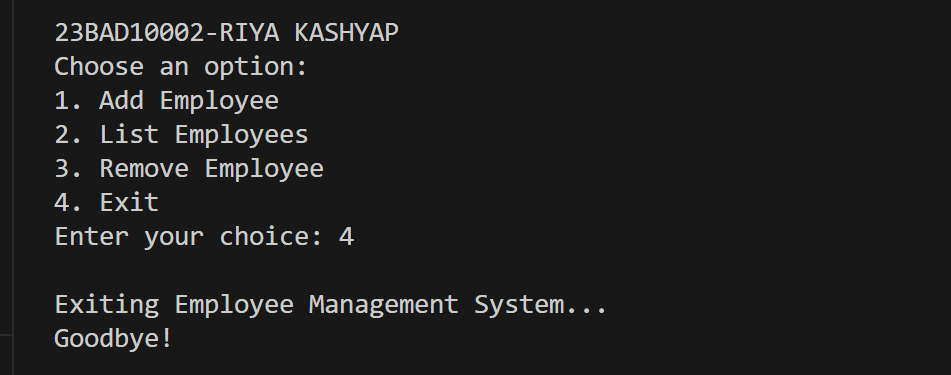 23BAD10002-RIYA KASHYAP
Choose an option:
1. Add Employee
2. List Employees
3. Remove Employee
4. Exit
Enter your choice: 4
Exiting Employee Management System...
Goodbye!